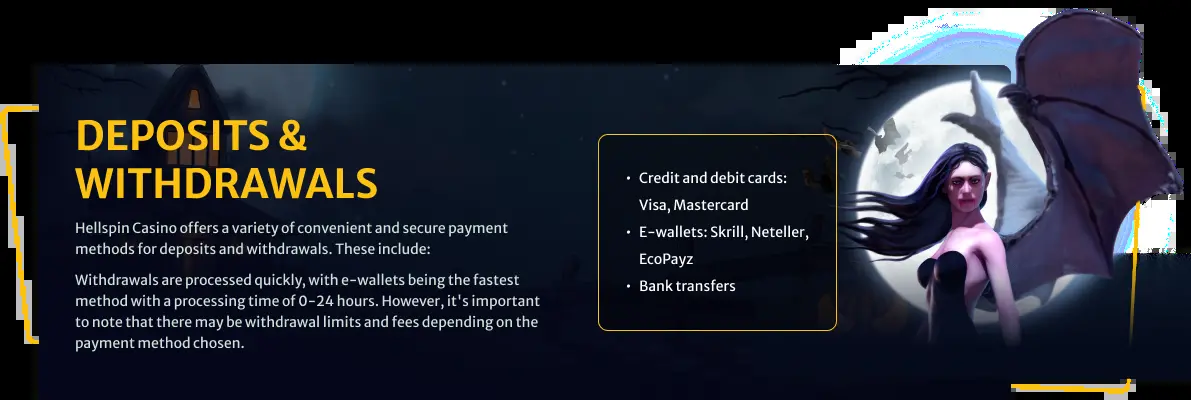 DEPOSITS &
WITHDRAWALS
Hellspin Casino offers a variety of convenient and secure payment
methods for deposits and withdrawals. These include:
Withdrawals are processed quickly, with e-wallets being the fastest
method with a processing time of 0-24 hours. However, it's important
to note that there may be withdrawal limits and fees depending on the
payment method chosen.
• Credit and debit cards:
Visa, Mastercard
• E-wallets: Skrill, Neteller,
EcoPayz
• Bank transfers